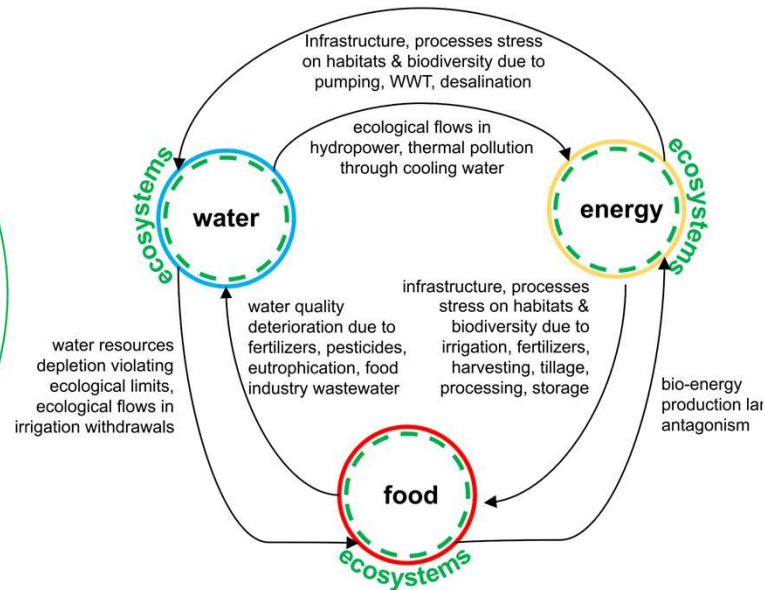 Infrastructure, processes stress
on habitats & biodiversity due to
pumping, WWT, desalination
ecological flows in
hydropower, thermal pollution
through cooling water
ecosystems
water
energy
ecosystems
water resources
depletion violating
ecological limits,
ecological flows in
irrigation withdrawals
water quality
deterioration due to
fertilizers, pesticides,
eutrophication, food
industry wastewater
infrastructure, processes
stress on habitats &
biodiversity due to
irrigation, fertilizers,
harvesting, tillage,
processing, storage
bio-energy
production
antagonism
food
ecosystems